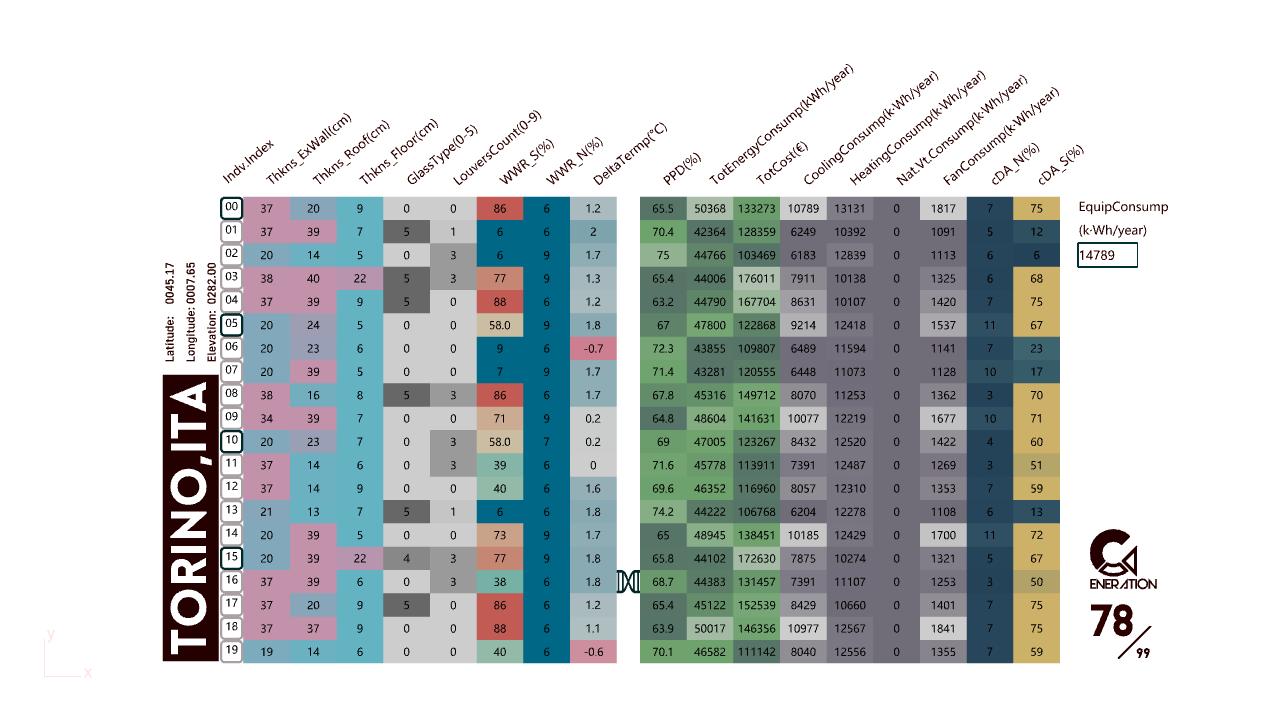 Indv.Index Thkns_ExWall(cm) Thkns_Roof(cm) Thkns_Floor(cm) GlassType(0-5) LouversCount(0-9) WWR_S(%) WWR_N(%) DeltaTermp(°C) PPD(%) TotEnergyConsump(kWh/year) TotCost(€) CoolingConsump(k·Wh/year) HeatingConsump(k·Wh/year) Nat.Vt.Consump(k·Wh/year) FanConsump(k·Wh/year) cDA_N(%) cDA_S(%)
00 37 20 9 0 0 86 6 1.2 65.5 50368 133273 10789 13131 0 1817 7 75
01 37 39 7 5 1 6 6 2 70.4 42364 128359 6249 10392 0 1091 5 12
02 20 14 5 0 3 6 9 1.7 75 44766 103469 6183 12839 0 1113 6 6
03 38 40 22 5 3 77 9 1.3 65.4 44006 176011 7911 10138 0 1325 6 68
04 37 39 9 5 0 88 6 1.2 63.2 44790 167704 8631 10107 0 1420 7 75
05 20 24 5 0 0 58.0 9 1.8 67 47800 122868 9214 12418 0 1537 11 67
06 20 23 6 0 0 9 6 -0.7 72.3 43855 109807 6489 11594 0 1141 7 23
07 20 39 5 0 0 7 9 1.7 71.4 43281 120555 6448 11073 0 1128 10 17
08 38 16 8 5 3 86 6 1.7 67.8 45316 149712 8070 11253 0 1362 3 70
09 34 39 7 0 0 71 9 0.2 64.8 48604 141631 10077 12219 0 1677 10 71
10 20 23 7 0 3 58.0 7 0.2 69 47005 123267 8432 12520 0 1422 4 60
11 37 14 6 0 3 39 6 0 71.6 45778 113911 7391 12487 0 1269 3 51
12 37 14 9 0 0 40 6 1.6 69.6 46352 116960 8057 12310 0 1353 7 59
13 21 13 7 5 1 6 6 1.8 74.2 44222 106768 6204 12278 0 1108 6 13
14 20 39 5 0 0 73 9 1.7 65 48945 138451 10185 12429 0 1700 11 72
15 20 39 22 4 3 77 6 1.8 65.8 44102 172630 7875 10274 0 1321 5 67
16 37 39 6 0 3 38 6 1.8 68.7 44383 131457 7391 11107 0 1253 3 50
17 37 20 9 5 0 86 6 1.2 65.4 45122 152539 8429 10660 0 1401 7 75
18 37 37 9 0 0 88 6 1.1 63.9 50017 146356 10977 12567 0 1841 7 75
19 19 14 6 0 0 40 6 -0.6 70.1 46582 111142 8040 12556 0 1355 7 59
Latitude: 0045.17
Longitude: 0007.65
Elevation: 0282.00
TORINO,ITA
EquipConsump
(k·Wh/year)
14789
ENERATION
78/99
y
x